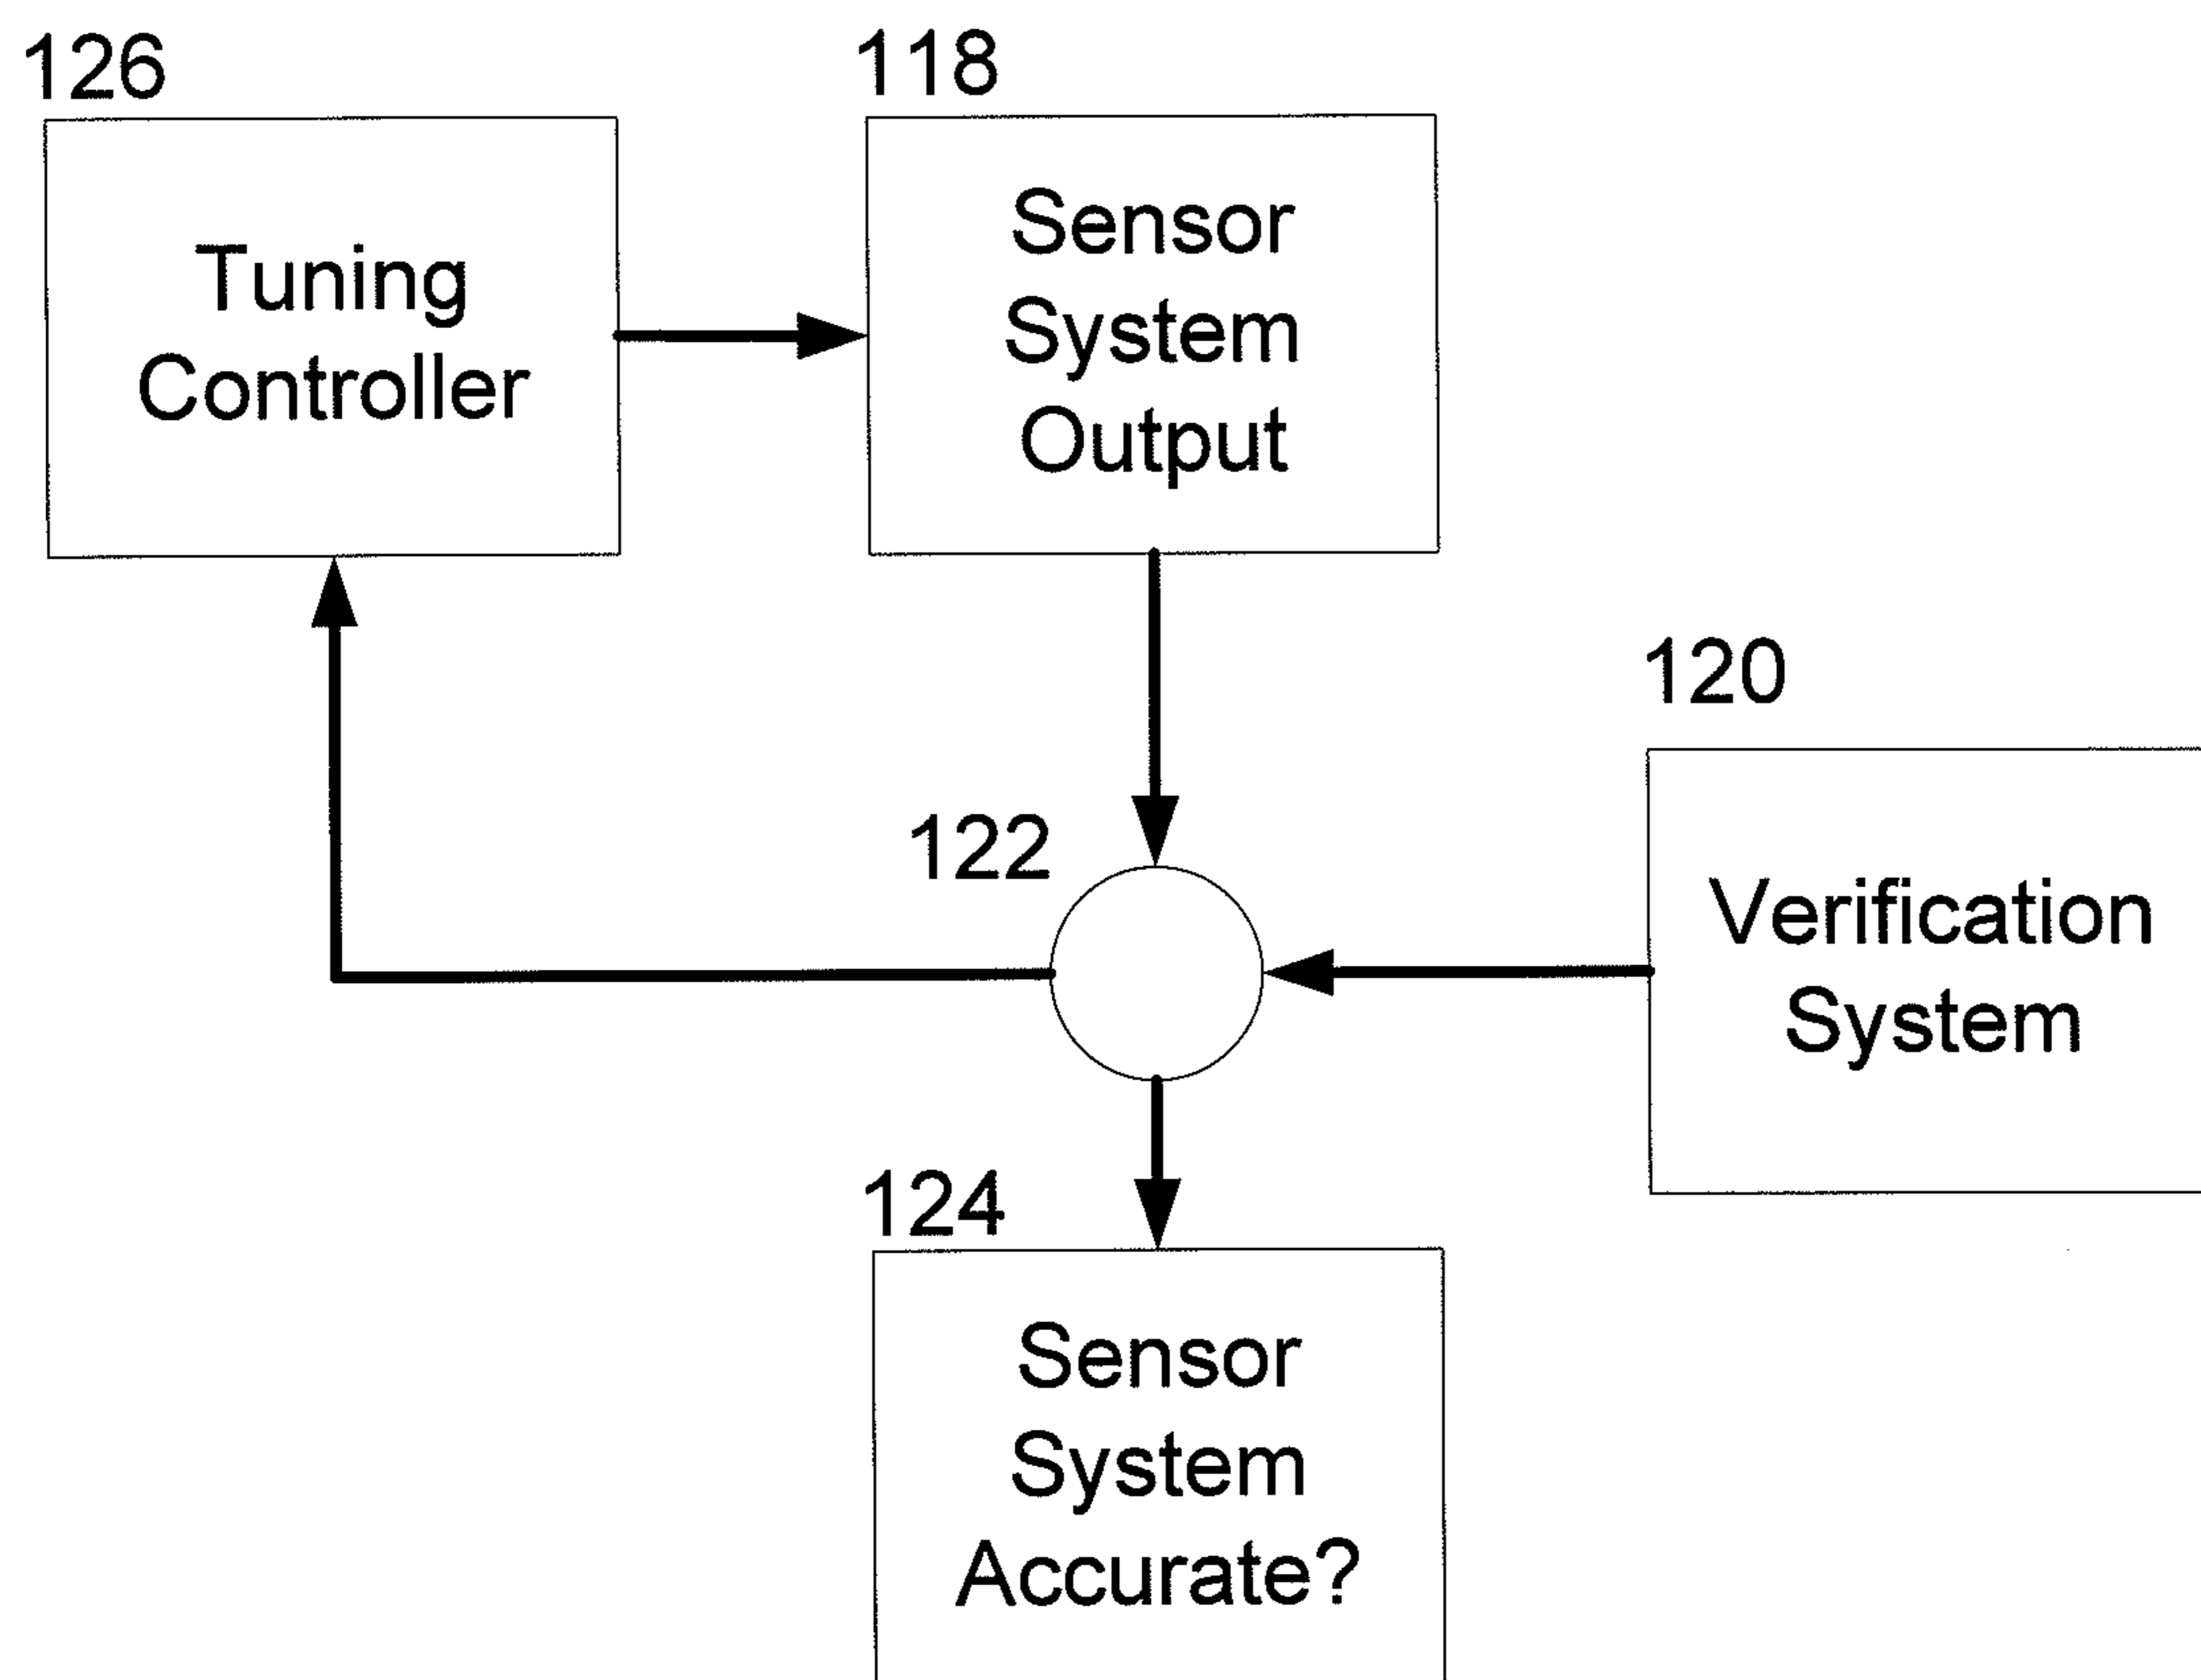 126
118
Tuning
Controller
Sensor
System
Output
120
122
Verification
System
124
Sensor
System
Accurate?